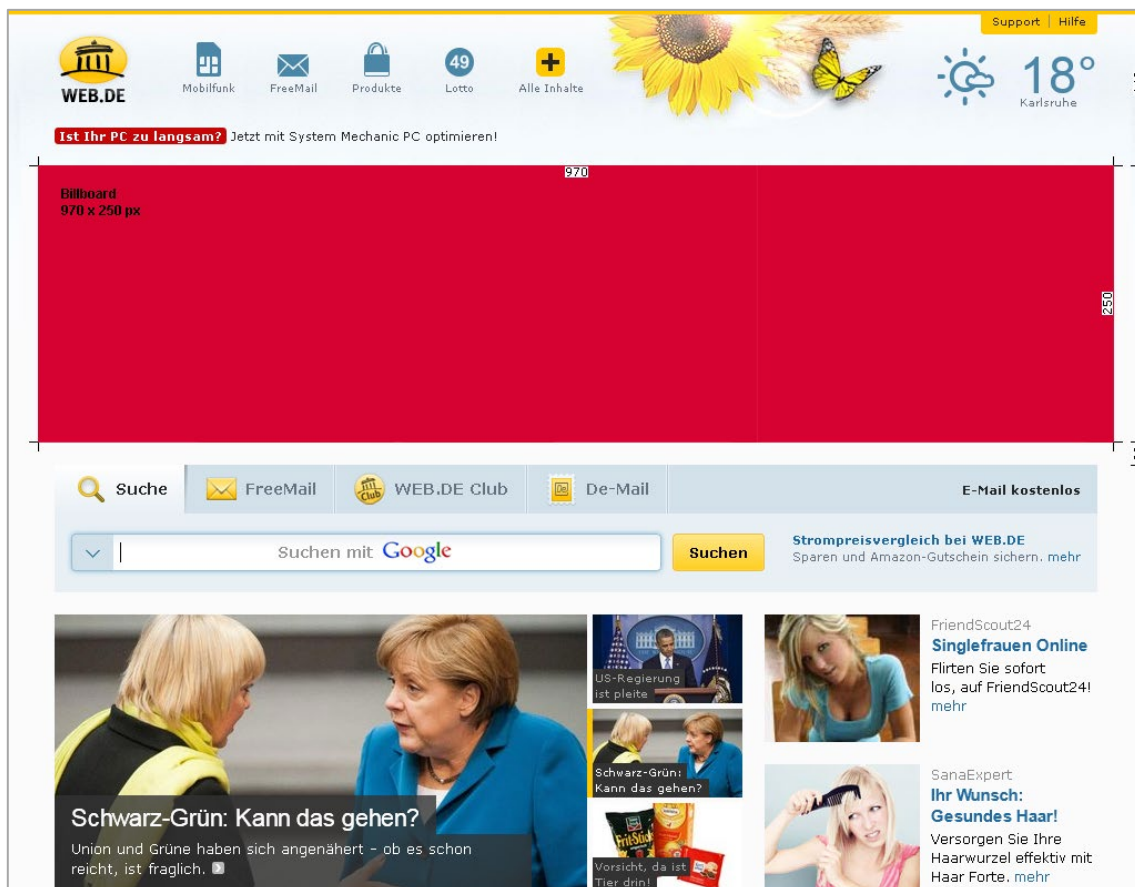 Support | Hilfe
WEB.DE
Mobilfunk
FreeMail
Produkte
49
Lotto
Alle Inhalte
18°
Karlsruhe
Ist Ihr PC zu langsam? Jetzt mit System Mechanic PC optimieren!
970
Billboard
970 x 250 px
250
Suche
FreeMail
Club
WEB.DE Club
De
De-Mail
E-Mail kostenlos
Suchen mit Google
Suchen
Strompreisvergleich bei WEB.DE
Sparen und Amazon-Gutschein sichern. mehr
US-Regierung
ist pleite
Schwarz-Grün:
Kann das gehen?
Frit-Sticks
Vorsicht, da ist
Tier drin!
Schwarz-Grün: Kann das gehen?
Union und Grüne haben sich angenähert – ob es schon
reicht, ist fraglich.
FriendScout24
Singlefrauen Online
Flirten Sie sofort
los, auf FriendScout24!
mehr
SanaExpert
Ihr Wunsch:
Gesundes Haar!
Versorgen Sie Ihre
Haarwurzel effektiv mit
Haar Forte. mehr